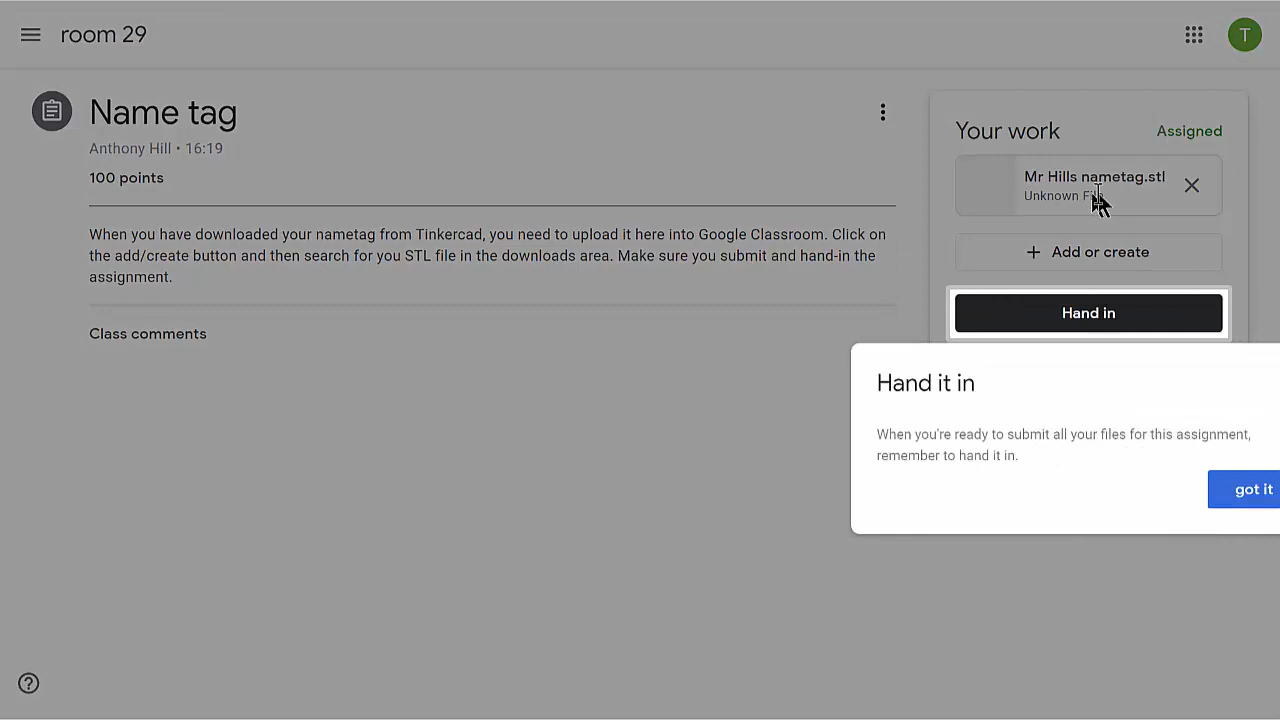 room 29
T
Name tag
Anthony Hill • 16:19
100 points
When you have downloaded your nametag from Tinkercad, you need to upload it here into Google Classroom. Click on
the add/create button and then search for you STL file in the downloads area. Make sure you submit and hand-in the
assignment.
Class comments
Your work
Assigned
Mr Hills nametag.stl
Unknown
+ Add or create
Hand in
Hand it in
When you're ready to submit all your files for this assignment,
remember to hand it in.
got it